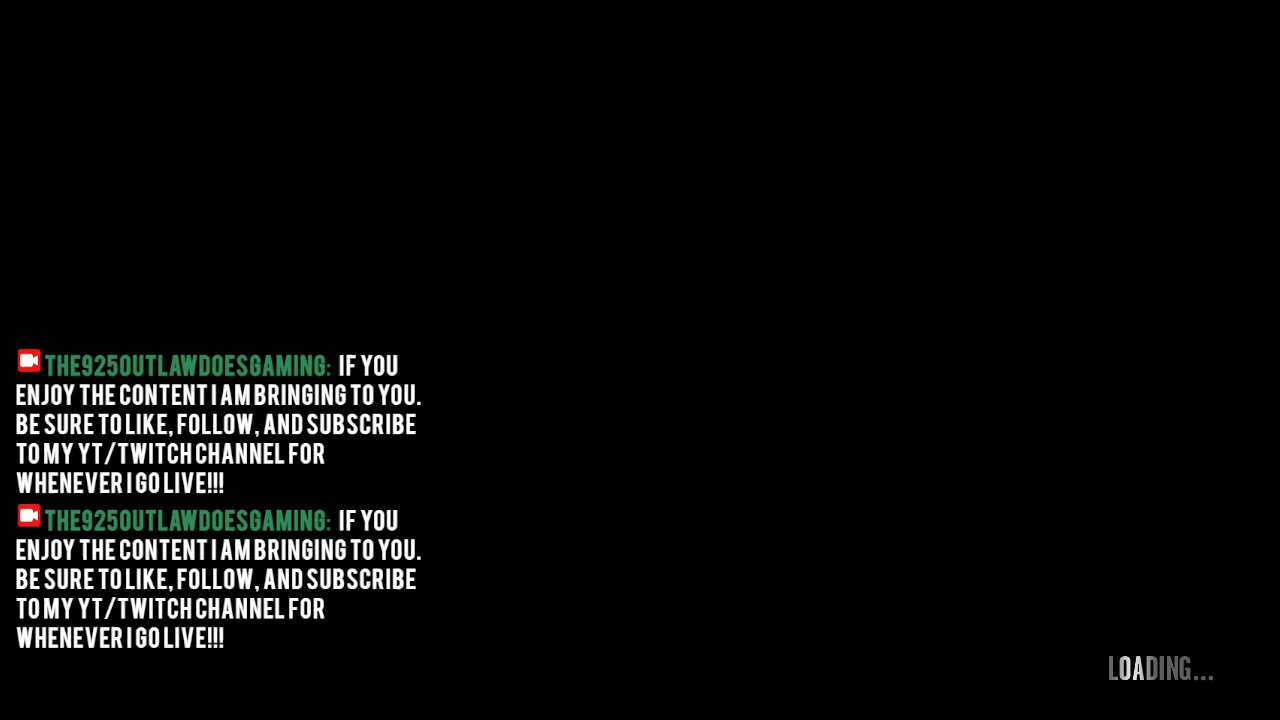 THE925OUTLAWDOESGAMING: IF YOU
ENJOY THE CONTENT I AM BRINGING TO YOU.
BE SURE TO LIKE, FOLLOW, AND SUBSCRIBE
TO MY YT/TWITCH CHANNEL FOR
WHENEVER I GO LIVE!!!
THE925OUTLAWDOESGAMING: IF YOU
ENJOY THE CONTENT I AM BRINGING TO YOU.
BE SURE TO LIKE, FOLLOW, AND SUBSCRIBE
TO MY YT/TWITCH CHANNEL FOR
WHENEVER I GO LIVE!!!
LOADING...